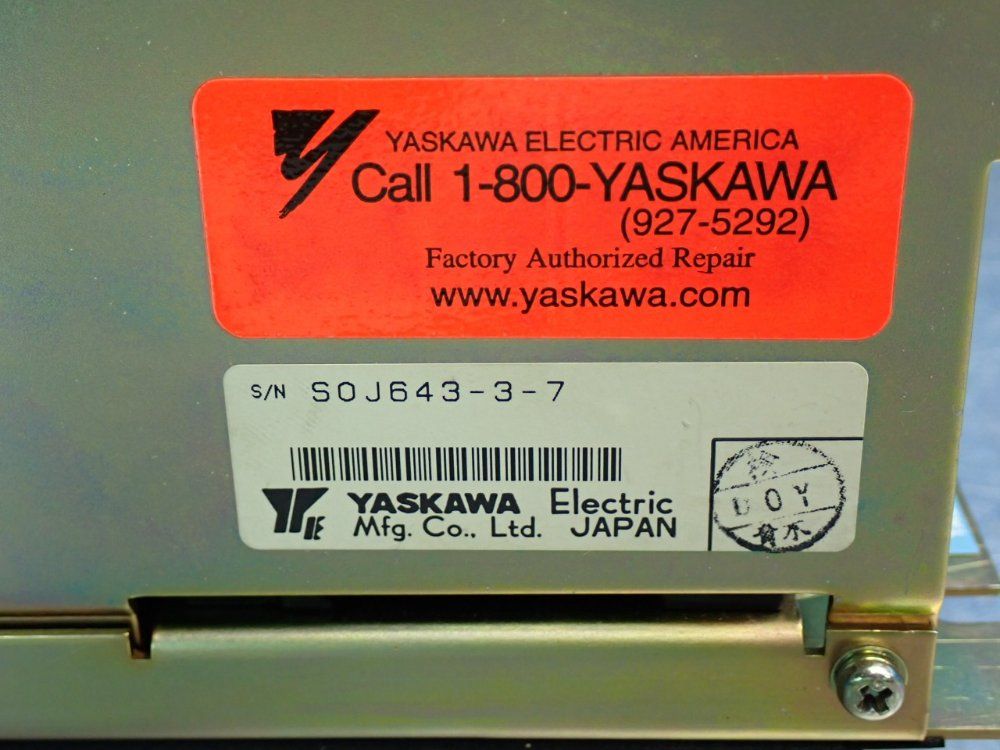 YASKAWA ELECTRIC AMERICA
Call 1-800-YASKAWA
(927-5292)
Factory Authorized Repair
www.yaskawa.com
S/N SOJ643-3-7
YASKAWA Electric
Mfg. Co., Ltd. JAPAN